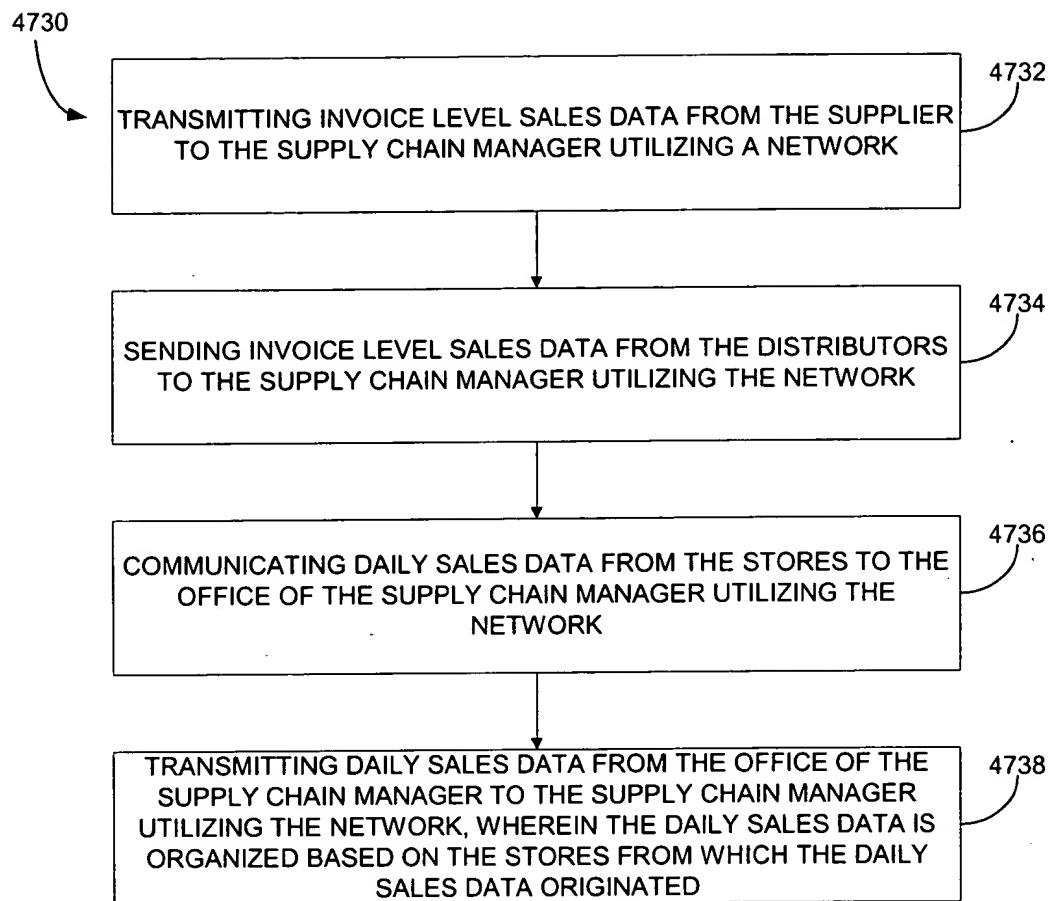 4730
4732
TRANSMITTING INVOICE LEVEL SALES DATA FROM THE SUPPLIER
TO THE SUPPLY CHAIN MANAGER UTILIZING A NETWORK
4734
SENDING INVOICE LEVEL SALES DATA FROM THE DISTRIBUTORS
TO THE SUPPLY CHAIN MANAGER UTILIZING THE NETWORK
4736
COMMUNICATING DAILY SALES DATA FROM THE STORES TO THE
OFFICE OF THE SUPPLY CHAIN MANAGER UTILIZING THE
NETWORK
4738
TRANSMITTING DAILY SALES DATA FROM THE OFFICE OF THE
SUPPLY CHAIN MANAGER TO THE SUPPLY CHAIN MANAGER
UTILIZING THE NETWORK, WHEREIN THE DAILY SALES DATA IS
ORGANIZED BASED ON THE STORES FROM WHICH THE DAILY
SALES DATA ORIGINATED